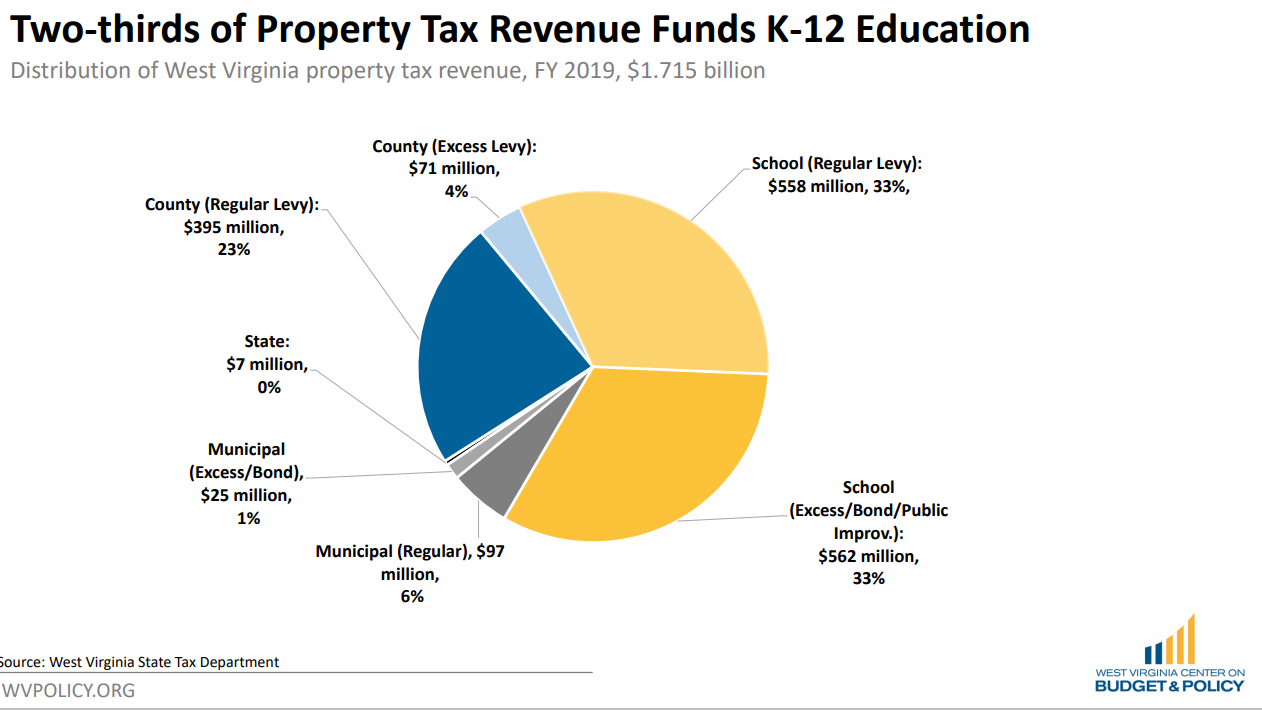 Two-thirds of Property Tax Revenue Funds K-12 Education
Distribution of West Virginia property tax revenue, FY 2019, $1.715 billion
County (Excess Levy):
$71 million,
4%
School (Regular Levy):
$558 million, 33%,
County (Regular Levy):
$395 million,
23%
State:
$7 million,
0%
Municipal
(Excess/Bond),
$25 million,
1%
Municipal (Regular), $97
million,
6%
School
(Excess/Bond/Public
Improv.):
$562 million,
33%
Source: West Virginia State Tax Department
WVPOLICY.ORG
WEST VIRGINIA CENTER ON
BUDGET & POLICY